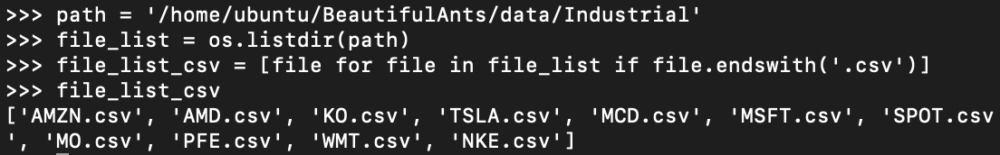 >>> path = '/home/ubuntu/BeautifulAnts/data/Industrial'
>>> file_list = os.listdir(path)
>>> file_list_csv = [file for file in file_list if file.endswith('.csv')]
>>> file_list_csv
['AMZN.csv', 'AMD.csv', 'KO.csv', 'TSLA.csv', 'MCD.csv', 'MSFT.csv', 'SPOT.csv
', 'MO.csv', 'PFE.csv', 'WMT.csv', 'NKE.csv']